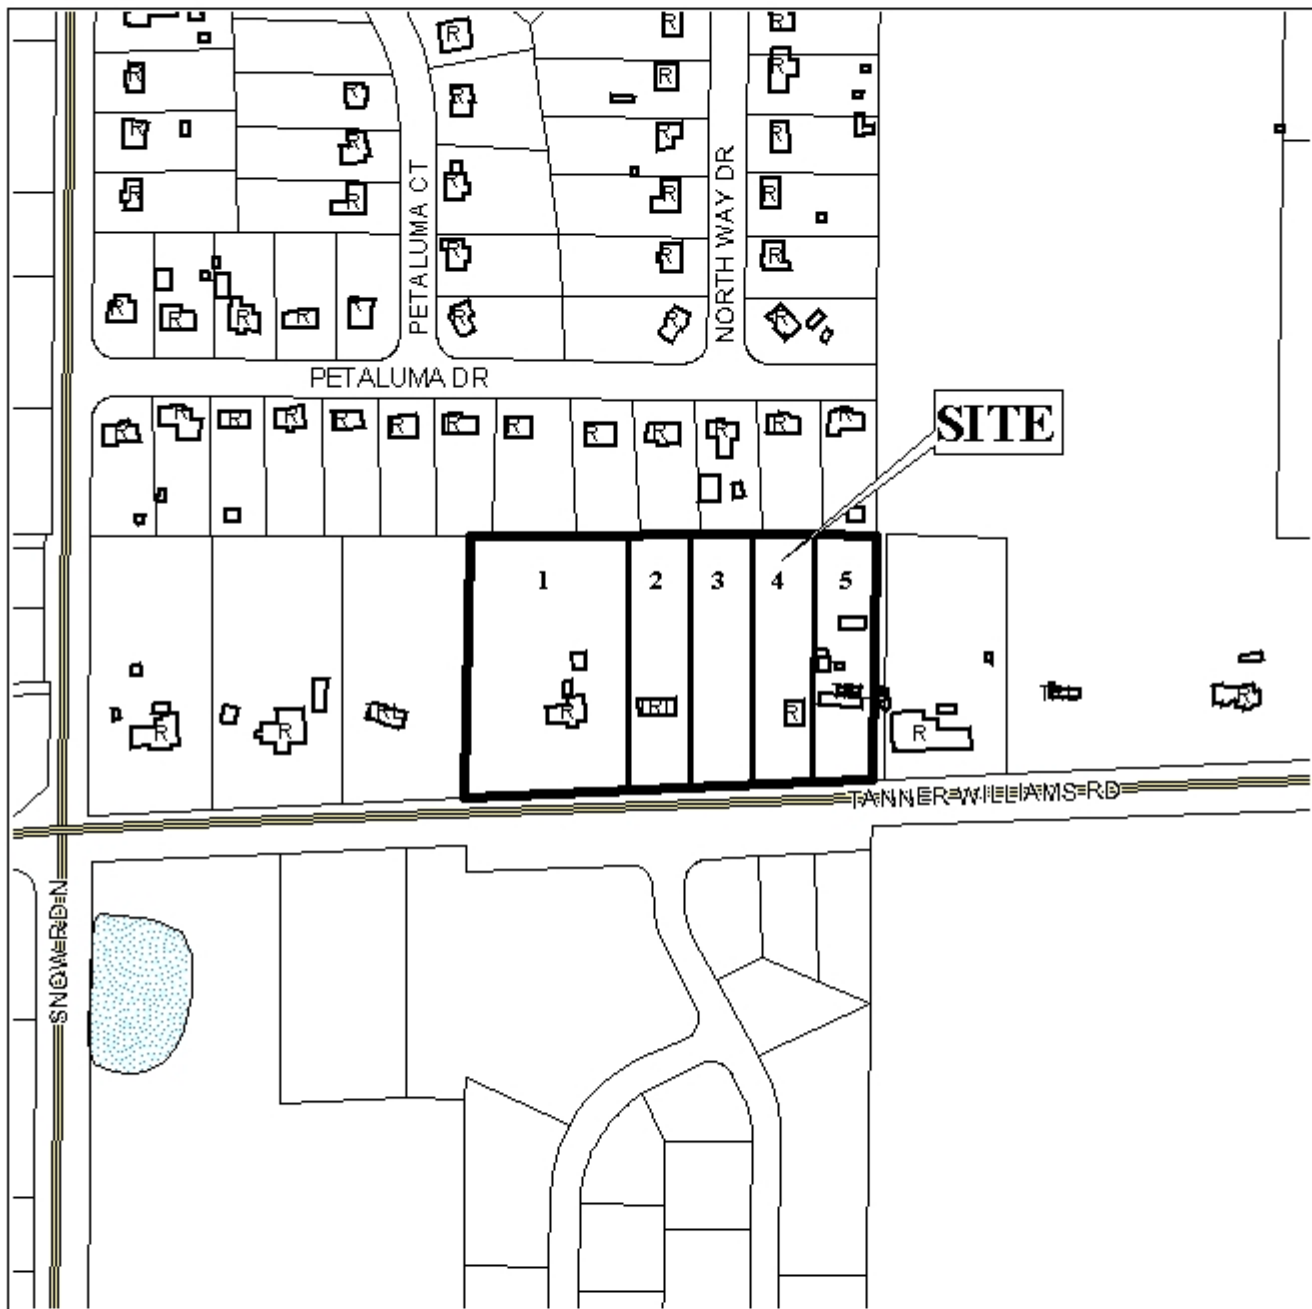 R R R
R R R
R R
R R R R
R R R R R
R R R
R R R R R
R R R
PETALUMA CT
NORTH WAY DR
PETALUMA DR
R R R R R R R R R R R R R
SITE
1 2 3 4 5
R R R R R R R
TANNER WILLIAMS RD
SNOW RD N